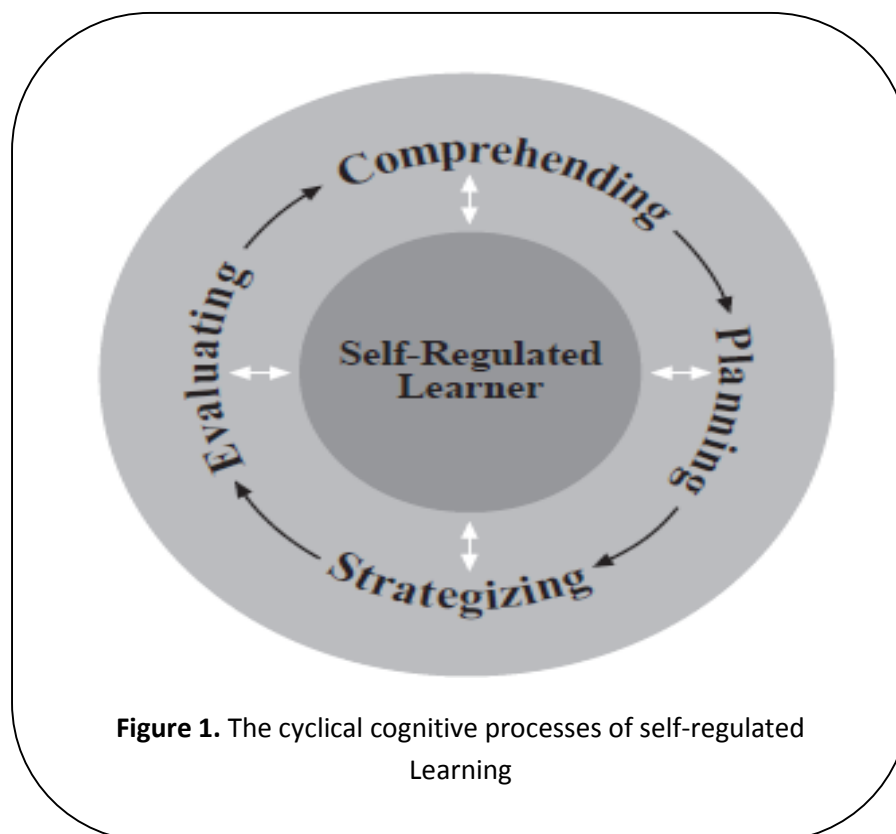 Comprehending
Planning
Strategizing
Evaluating
Self-Regulated
Learner
Figure 1. The cyclical cognitive processes of self-regulated
Learning